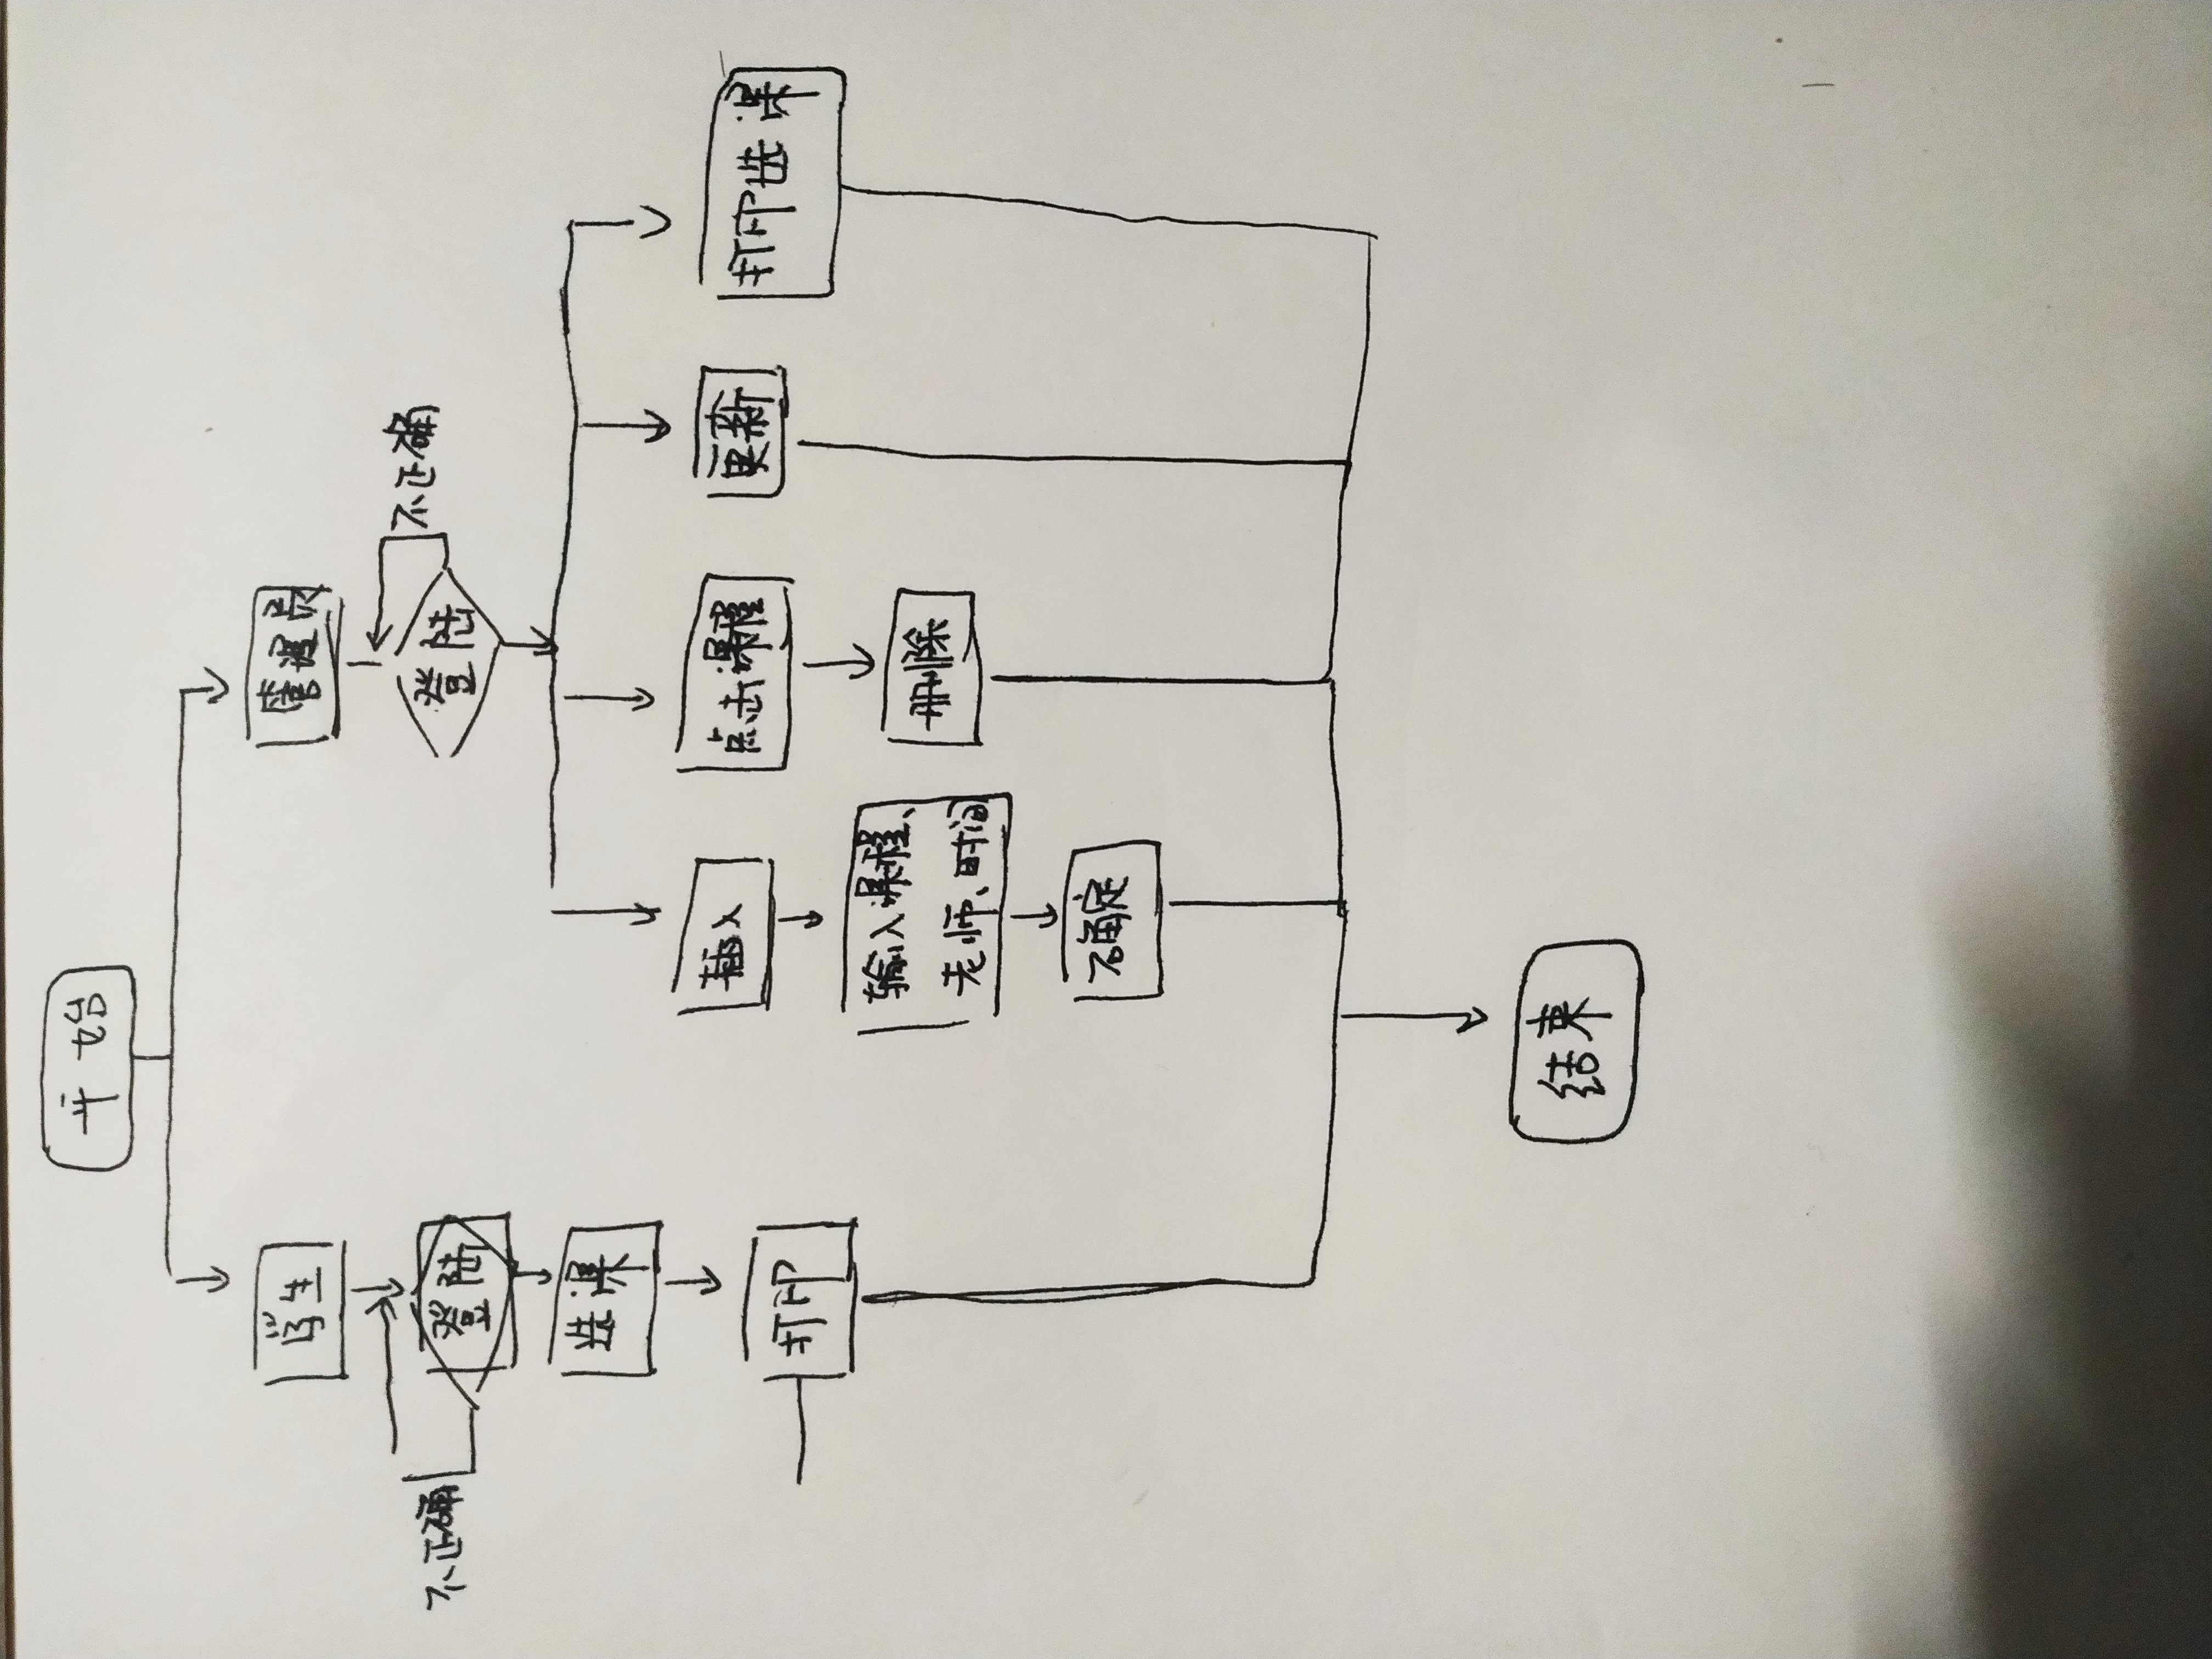 开始
学生
管理员
不正确
登陆
登陆
不正确
选课
插入
点击课程
更新
打印选课
打印
输入课程、
老师、时间
删除
确定
结束